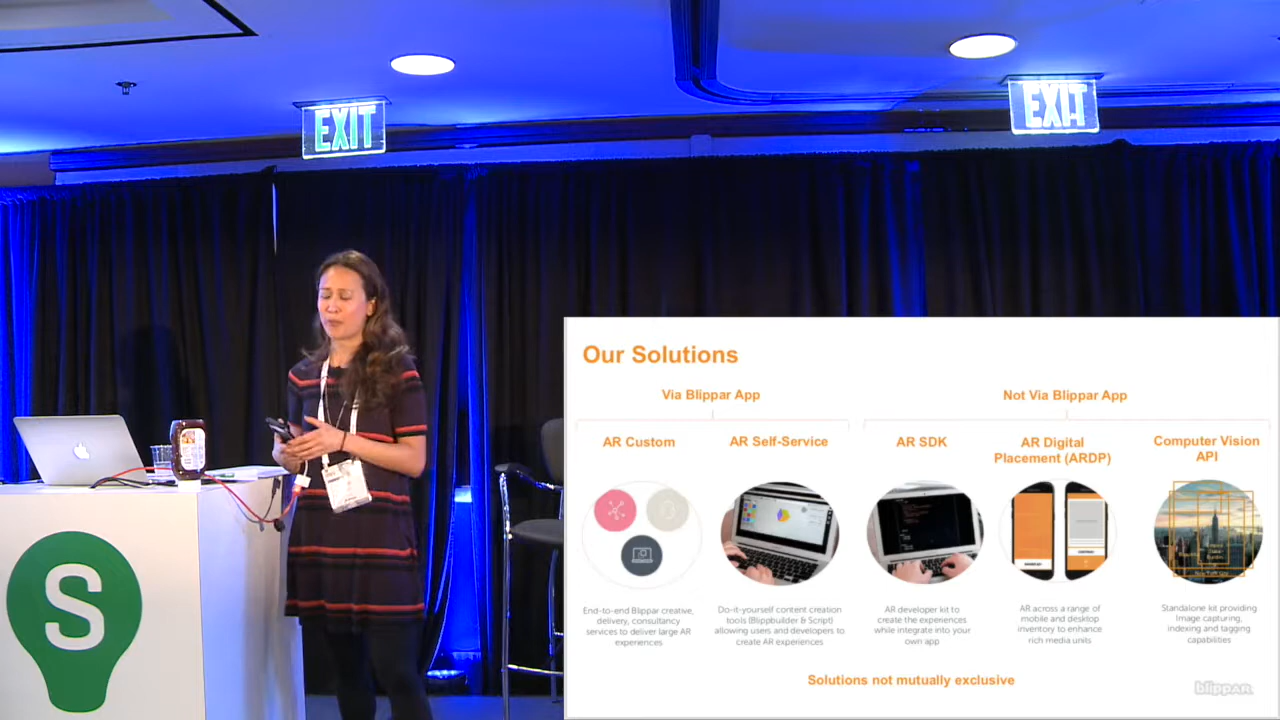 EXIT
EXIT
Our Solutions
Via Blippar App
Not Via Blippar App
AR Custom
AR Self-Service
AR SDK
AR Digital
Placement (ARDP)
Computer Vision
API
End-to-end Blippar creative,
delivery, consultancy
services to deliver large AR
experiences
Do-it-yourself content creation
tools (Blippbuilder & Script)
allowing users and developers to
create AR experiences
AR developer kit to
create the experiences
while integrate into your
own app
AR across a range of
mobile and desktop
inventory to enhance
rich media units
Standalone kit providing
Image capturing,
indexing and tagging
capabilities
Solutions not mutually exclusive
blippAR
S